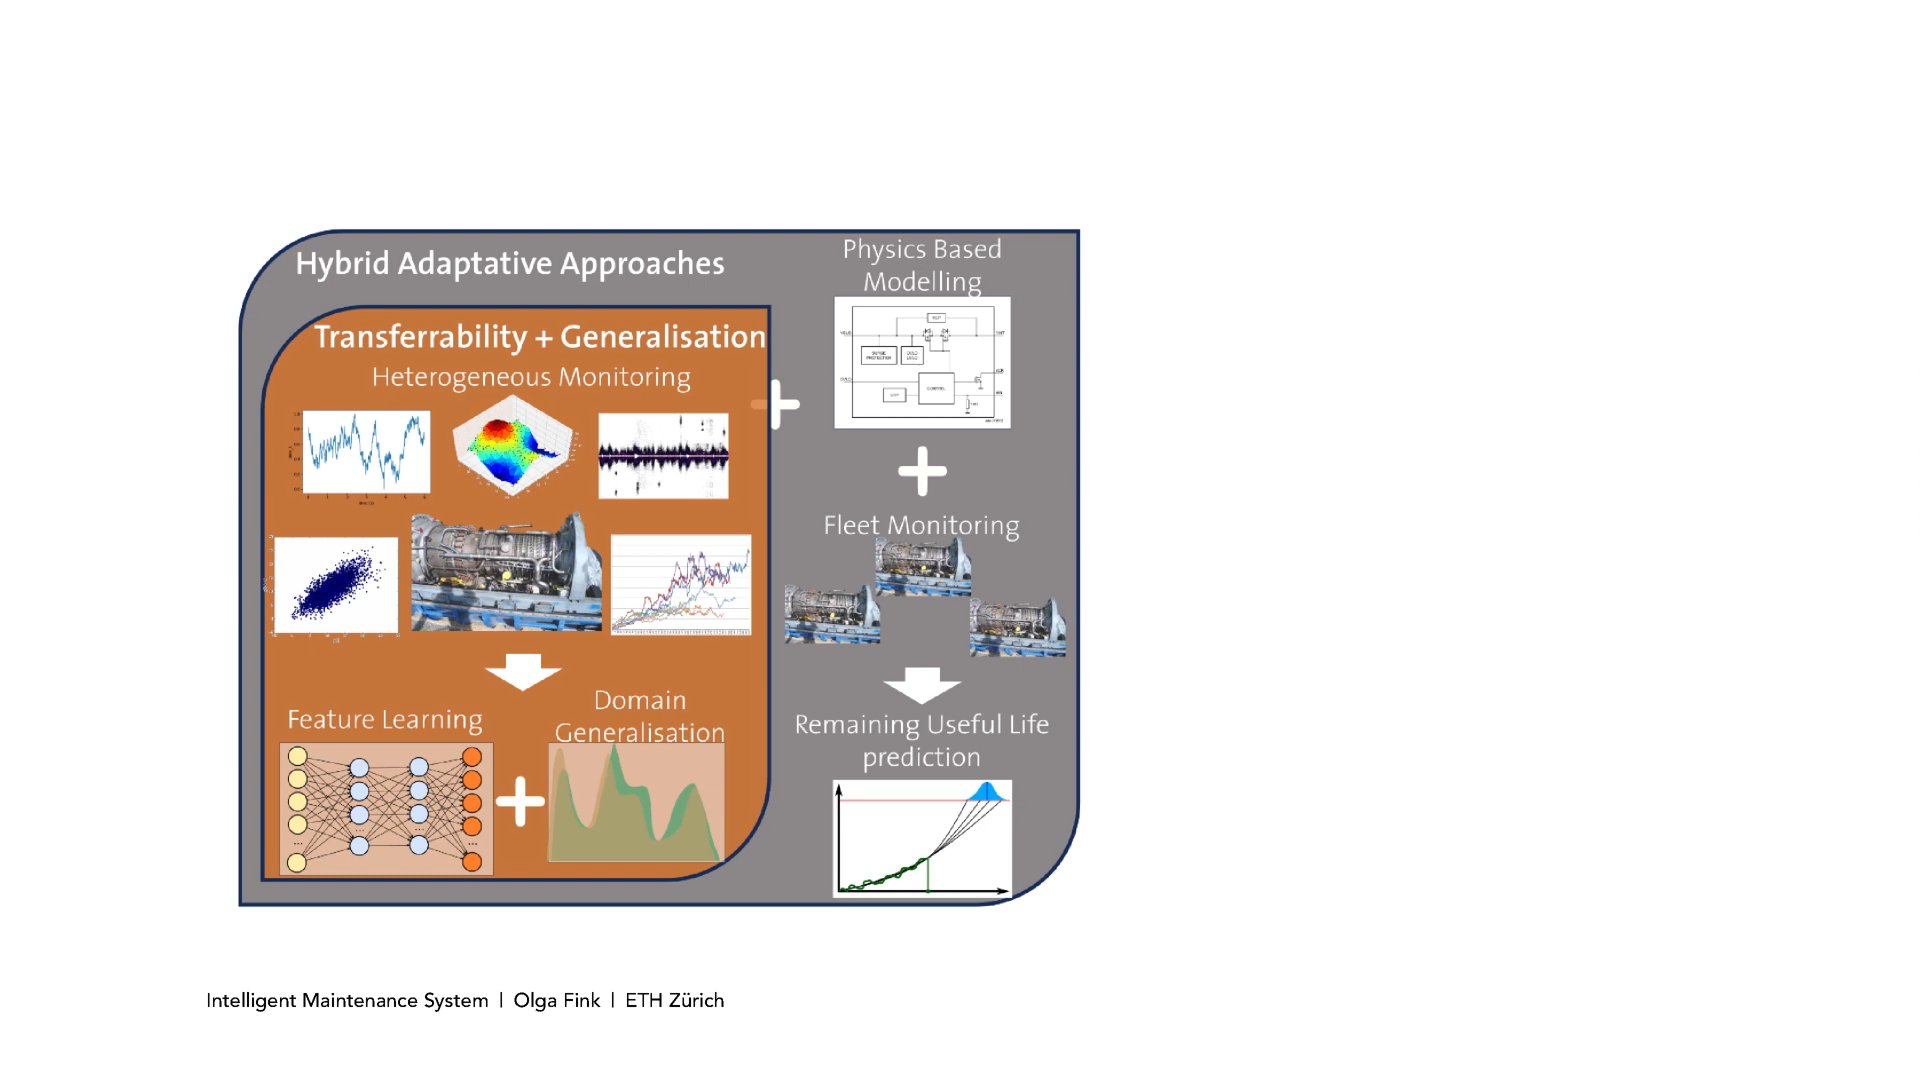 Hybrid Adaptative Approaches
Transferrability + Generalisation
Heterogeneous Monitoring
Feature Learning
Domain
Generalisation
Physics Based
Modelling
CONTROL
Fleet Monitoring
Remaining Useful Life
prediction
Intelligent Maintenance System | Olga Fink | ETH Zürich